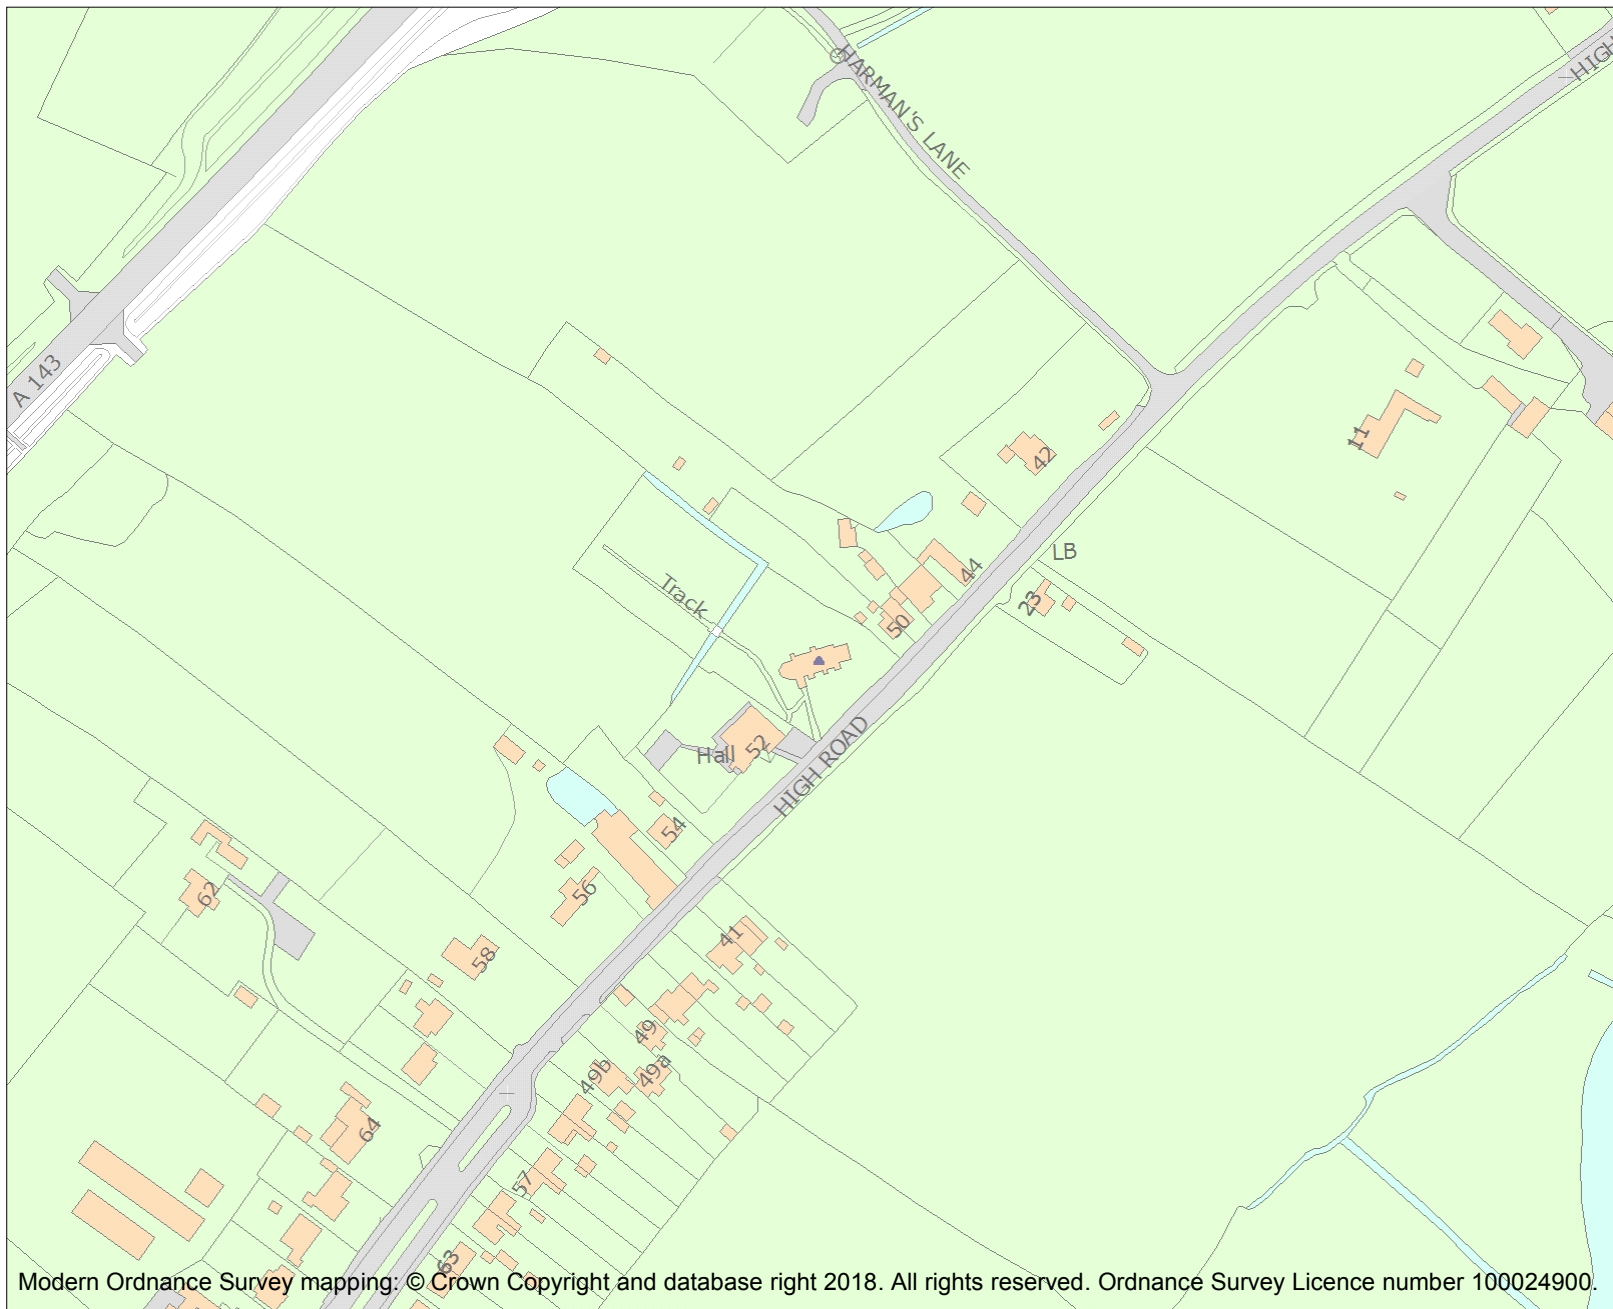 HARMAN'S LANE
HIGH
A 143
11
42
LB
44
Track
23
50
52
Hall
HIGH ROAD
54
56
62
41
58
49
49a
49b
64
57
63
Modern Ordnance Survey mapping: © Crown Copyright and database right 2018. All rights reserved. Ordnance Survey Licence number 100024900.